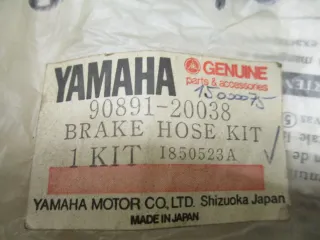 YAMAHA GENUINE
parts & accessories
90891-20038
BRAKE HOSE KIT
1 KIT 1850523A
YAMAHA MOTOR CO., LTD. Shizuoka Japan
MADE IN JAPAN